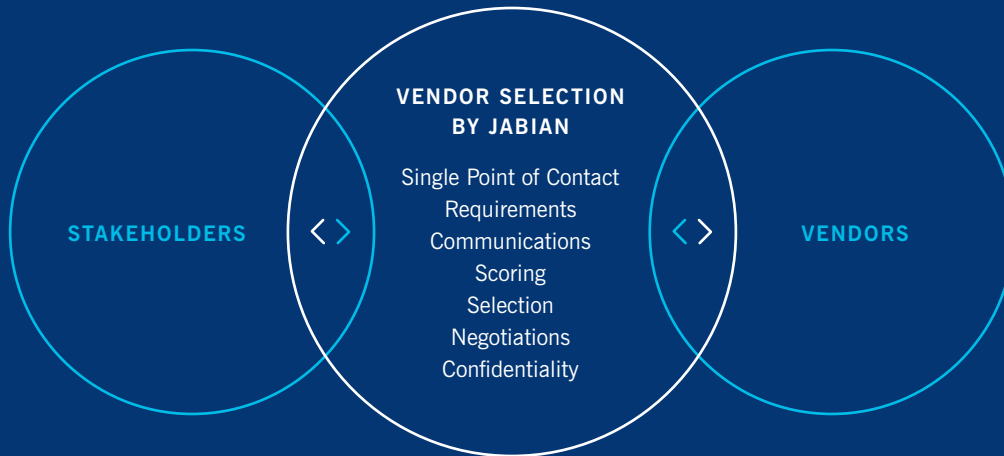 VENDOR SELECTION
BY JABIAN
Single Point of Contact
Requirements
Communications
Scoring
Selection
Negotiations
Confidentiality
STAKEHOLDERS
VENDORS